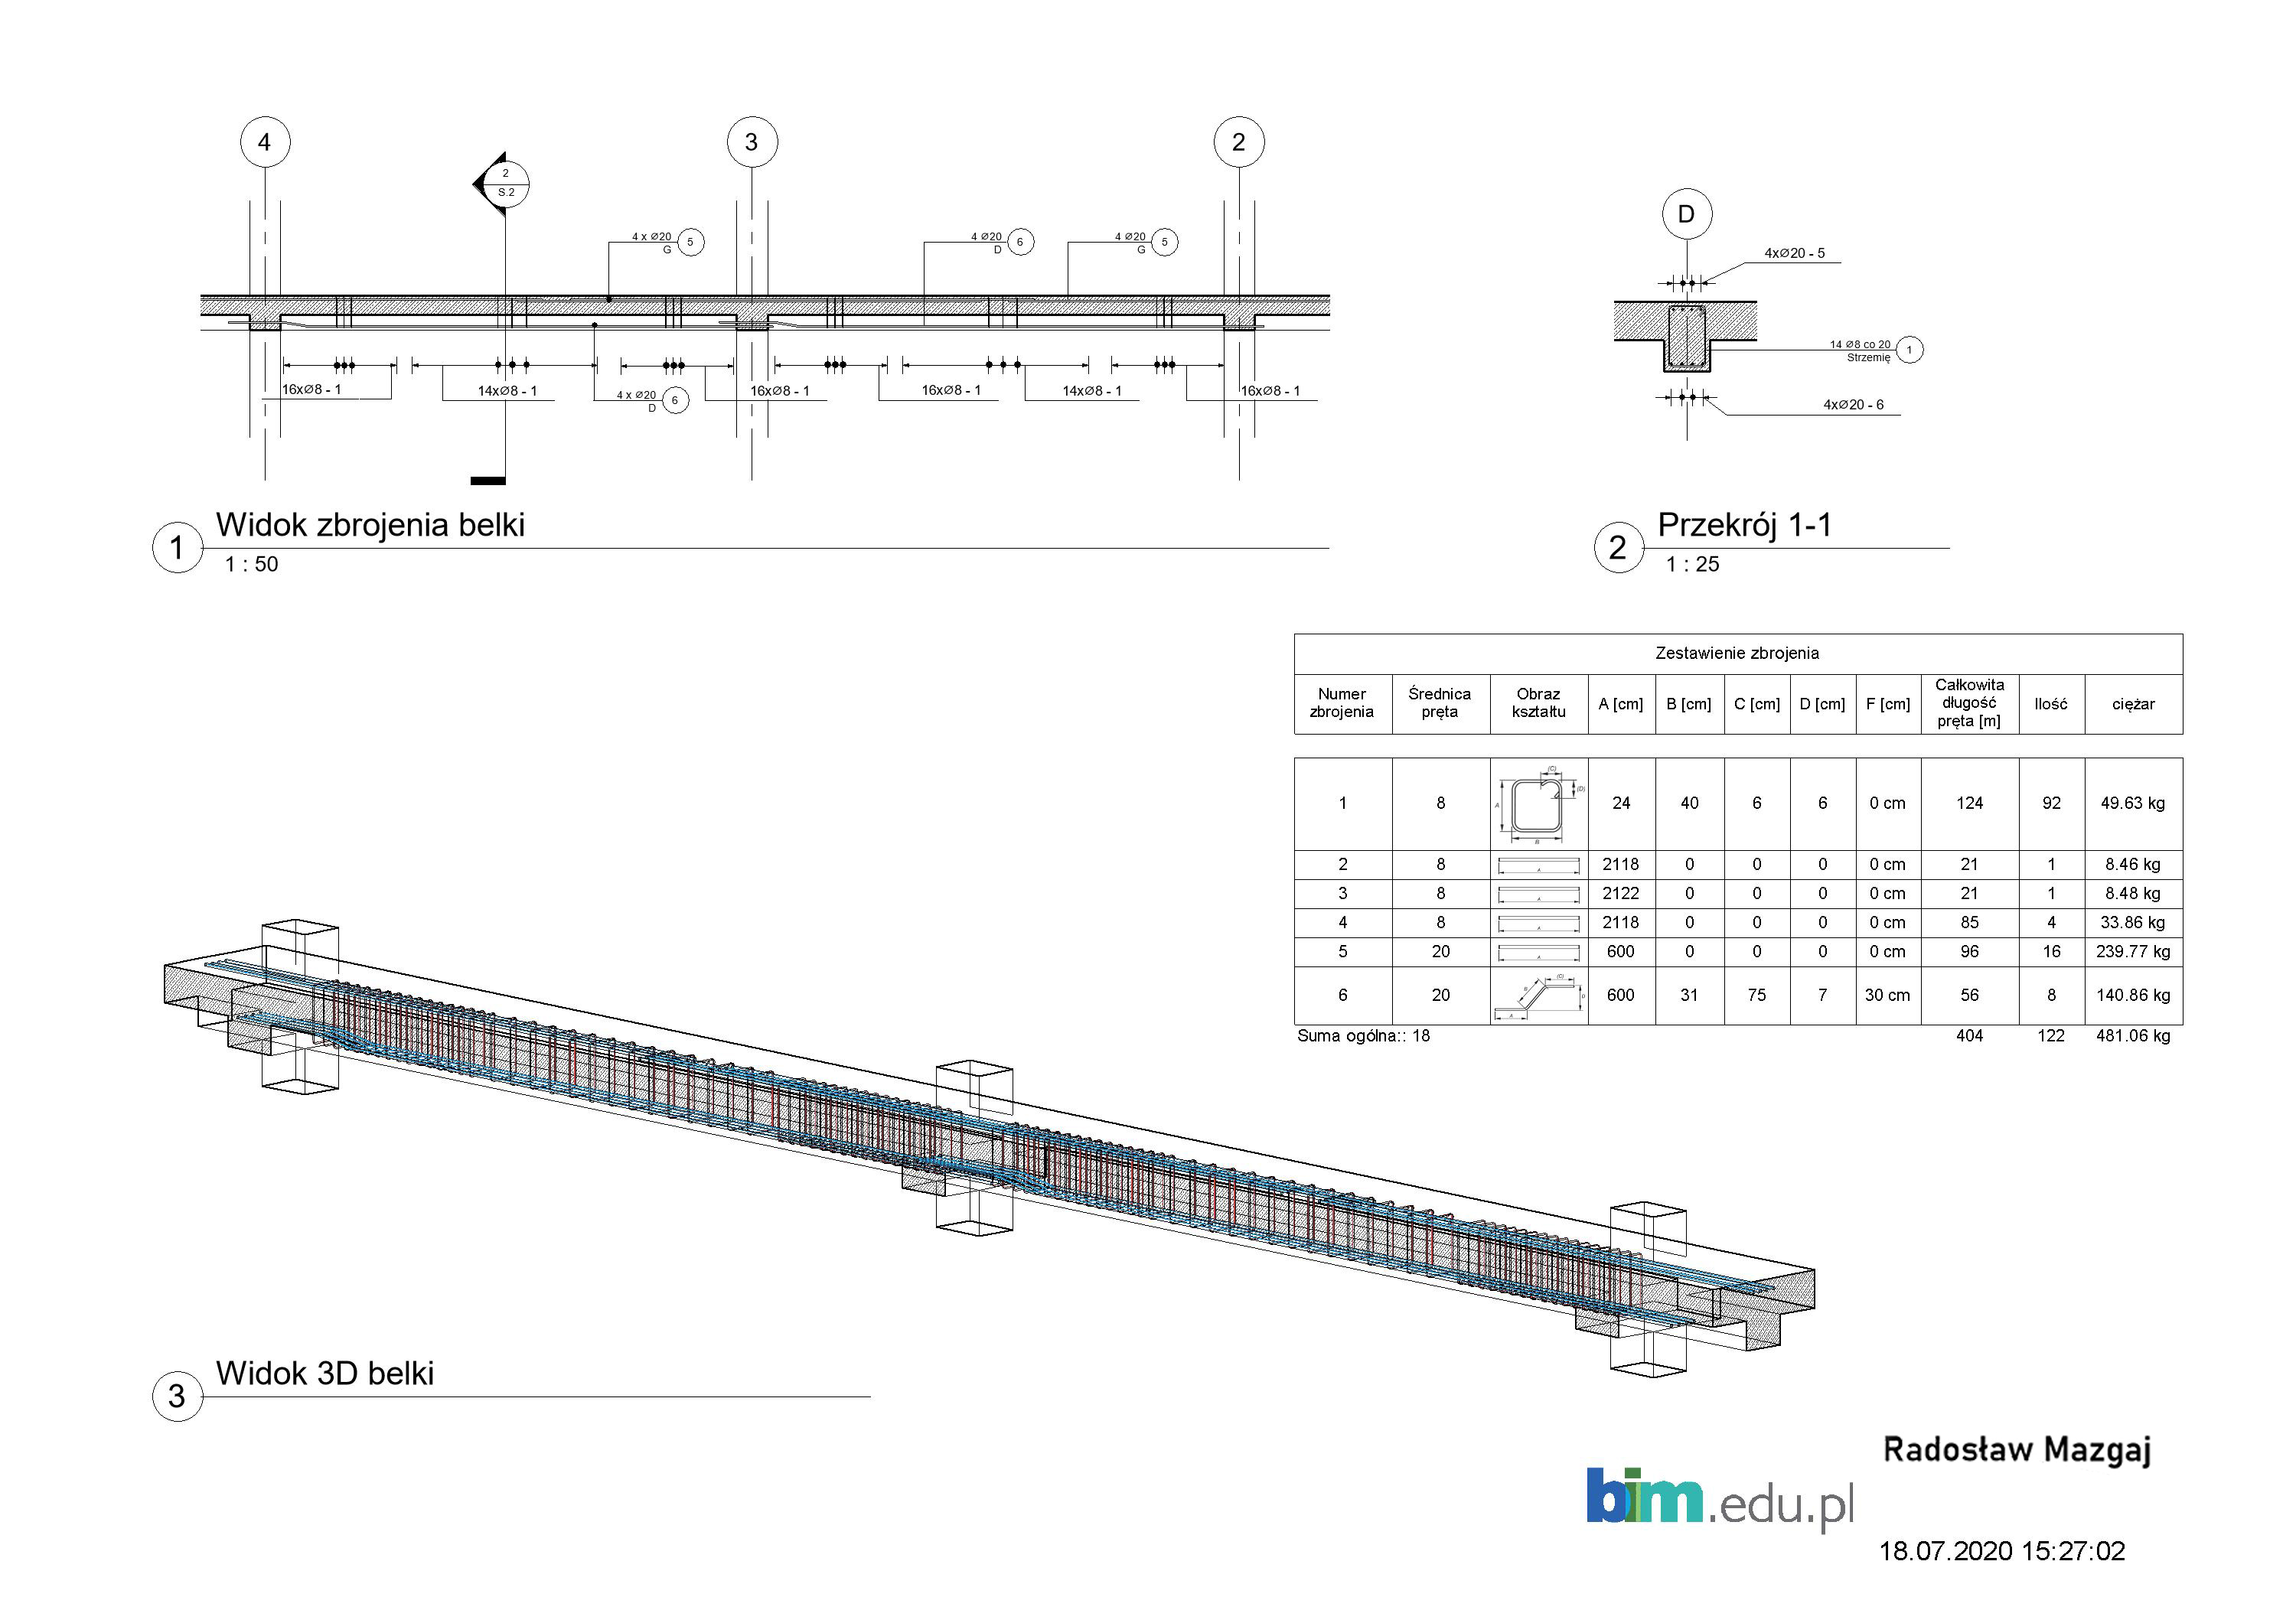 4
3
2
2
S.2
4 x Ø20
G
5
4 Ø20
D
6
4 Ø20
G
5
16xØ8 - 1
14xØ8 - 1
4 x Ø20
D
6
16xØ8 - 1
16xØ8 - 1
14xØ8 - 1
16xØ8 - 1
1
Widok zbrojenia belki
1 : 50
D
4xØ20 - 5
14 Ø8 co 20
Strzemię
1
4xØ20 - 6
2
Przekrój 1-1
1 : 25
Zestawienie zbrojenia
Numer zbrojenia Średnica pręta Obraz kształtu A [cm] B [cm] C [cm] D [cm] F [cm] Całkowita długość pręta [m] Ilość ciężar
1 8 A B (C) (D) 24 40 6 6 0 cm 124 92 49.63 kg
2 8 A 2118 0 0 0 0 cm 21 1 8.46 kg
3 8 A 2122 0 0 0 0 cm 21 1 8.48 kg
4 8 A 2118 0 0 0 0 cm 85 4 33.86 kg
5 20 A 600 0 0 0 0 cm 96 16 239.77 kg
6 20 A B (C) D 600 31 75 7 30 cm 56 8 140.86 kg
Suma ogólna:: 18 404 122 481.06 kg
3
Widok 3D belki
Radosław Mazgaj
bim.edu.pl
18.07.2020 15:27:02